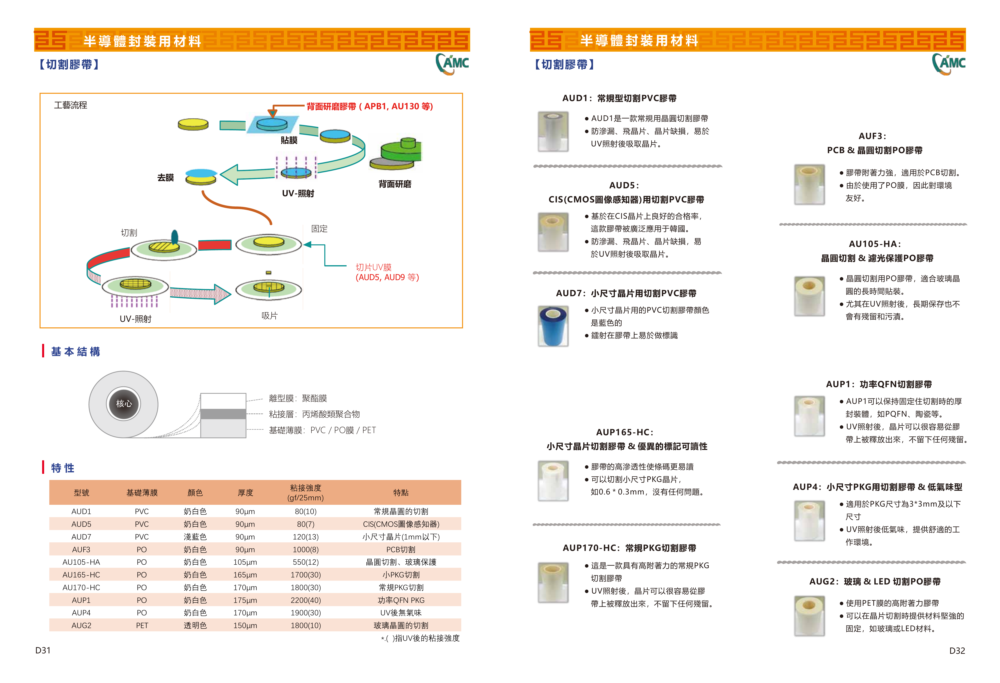 半導體封裝用材料
【切割膠帶】
AMC
工藝流程
背面研磨膠帶 ( APB1, AU130 等)
貼膜
去膜
UV-照射
背面研磨
切割
固定
切片UV膜
(AUD5, AUD9 等)
UV-照射
吸片
基本結構
核心
離型膜：聚酯膜
粘接層：丙烯酸類聚合物
基礎薄膜：PVC / PO膜 / PET
特性
型號 基礎薄膜 顏色 厚度 粘接強度 (gf/25mm) 特點
AUD1 PVC 奶白色 90μm 80(10) 常規晶圓的切割
AUD5 PVC 奶白色 90μm 80(7) CIS(CMOS圖像感知器)
AUD7 PVC 淺藍色 90μm 120(13) 小尺寸晶片(1mm以下)
AUF3 PO 奶白色 90μm 1000(8) PCB切割
AU105-HA PO 奶白色 105μm 550(12) 晶圓切割、玻璃保護
AU165-HC PO 奶白色 165μm 1700(30) 小PKG切割
AU170-HC PO 奶白色 170μm 1800(30) 常規PKG切割
AUP1 PO 奶白色 175μm 2200(40) 功率QFN PKG
AUP4 PO 奶白色 170μm 1900(30) UV後無氣味
AUG2 PET 透明色 150μm 1800(10) 玻璃晶圓的切割
*.( )指UV後的粘接強度
D31
半導體封裝用材料
【切割膠帶】
AMC
AUD1：常規型切割PVC膠帶
● AUD1是一款常規用晶圓切割膠帶
● 防滲漏、飛晶片、晶片缺損，易於
UV照射後吸取晶片。
AUD5：
CIS(CMOS圖像感知器)用切割PVC膠帶
● 基於在CIS晶片上良好的合格率，
這款膠帶被廣泛應用于韓國。
● 防滲漏、飛晶片、晶片缺損，易
於UV照射後吸取晶片。
AUD7：小尺寸晶片用切割PVC膠帶
● 小尺寸晶片用的PVC切割膠帶顏色
是藍色的
● 鐳射在膠帶上易於做標識
AUP165-HC：
小尺寸晶片切割膠帶 & 優異的標記可讀性
● 膠帶的高滲透性使條碼更易讀
● 可以切割小尺寸PKG晶片，
如0.6 * 0.3mm，沒有任何問題。
AUP170-HC：常規PKG切割膠帶
● 這是一款具有高附著力的常規PKG
切割膠帶
● UV照射後，晶片可以很容易從膠
帶上被釋放出來，不留下任何殘留。
AUF3：
PCB & 晶圓切割PO膠帶
● 膠帶附著力強，適用於PCB切割。
● 由於使用了PO膜，因此對環境
友好。
AU105-HA：
晶圓切割 & 濾光保護PO膠帶
● 晶圓切割用PO膠帶，適合玻璃晶
圓的長時間貼裝。
● 尤其在UV照射後，長期保存也不
會有殘留和污漬。
AUP1：功率QFN切割膠帶
● AUP1可以保持固定住切割時的厚
封裝體，如PQFN、陶瓷等。
● UV照射後，晶片可以很容易從膠
帶上被釋放出來，不留下任何殘留。
AUP4：小尺寸PKG用切割膠帶 & 低氣味型
● 適用於PKG尺寸為3*3mm及以下
尺寸
● UV照射後低氣味，提供舒適的工
作環境。
AUG2：玻璃 & LED 切割PO膠帶
● 使用PET膜的高附著力膠帶
● 可以在晶片切割時提供材料堅強的
固定，如玻璃或LED材料。
D32